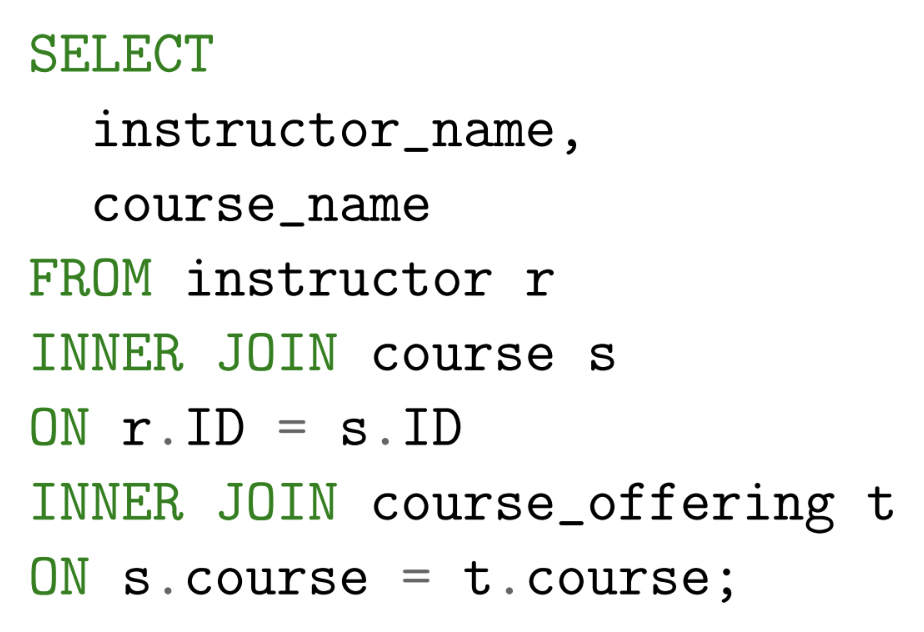 SELECT
  instructor_name,
  course_name
FROM instructor r
INNER JOIN course s
ON r.ID = s.ID
INNER JOIN course_offering t
ON s.course = t.course;